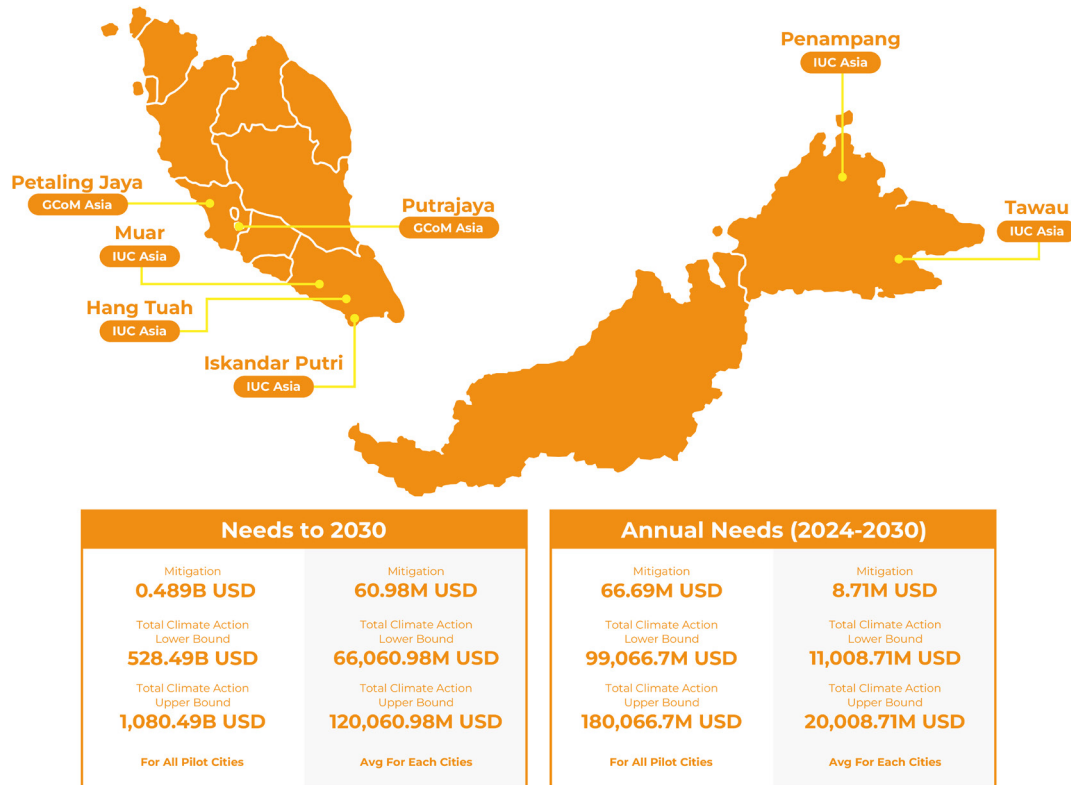 Penampang
IUC Asia
Petaling Jaya
GCoM Asia
Putrajaya
GCoM Asia
Tawau
IUC Asia
Muar
IUC Asia
Hang Tuah
IUC Asia
Iskandar Putri
IUC Asia
Needs to 2030
Mitigation
0.489B USD
Total Climate Action
Lower Bound
528.49B USD
Total Climate Action
Upper Bound
1,080.49B USD
For All Pilot Cities
Mitigation
60.98M USD
Total Climate Action
Lower Bound
66,060.98M USD
Total Climate Action
Upper Bound
120,060.98M USD
Avg For Each Cities
Annual Needs (2024-2030)
Mitigation
66.69M USD
Total Climate Action
Lower Bound
99,066.7M USD
Total Climate Action
Upper Bound
180,066.7M USD
For All Pilot Cities
Mitigation
8.71M USD
Total Climate Action
Lower Bound
11,008.71M USD
Total Climate Action
Upper Bound
20,008.71M USD
Avg For Each Cities